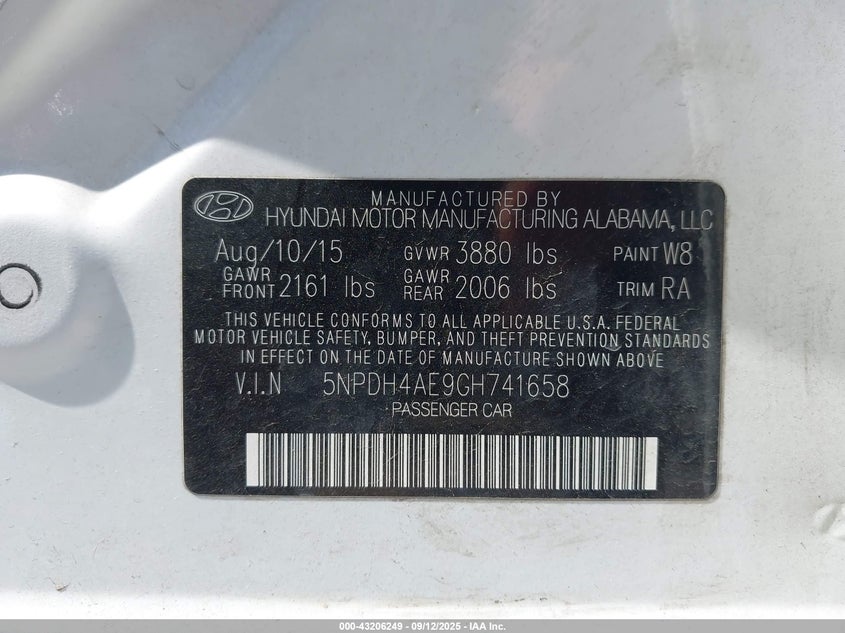 MANUFACTURED BY
HYUNDAI MOTOR MANUFACTURING ALABAMA, LLC
Aug/10/15 GVWR 3880 lbs PAINT W8
GAWR FRONT 2161 lbs GAWR REAR 2006 lbs TRIM RA
THIS VEHICLE CONFORMS TO ALL APPLICABLE U.S.A. FEDERAL
MOTOR VEHICLE SAFETY, BUMPER, AND THEFT PREVENTION STANDARDS
IN EFFECT ON THE DATE OF MANUFACTURE SHOWN ABOVE
V.I.N 5NPDH4AE9GH741658
PASSENGER CAR
000-43206249 - 09/12/2025 - IAA Inc.